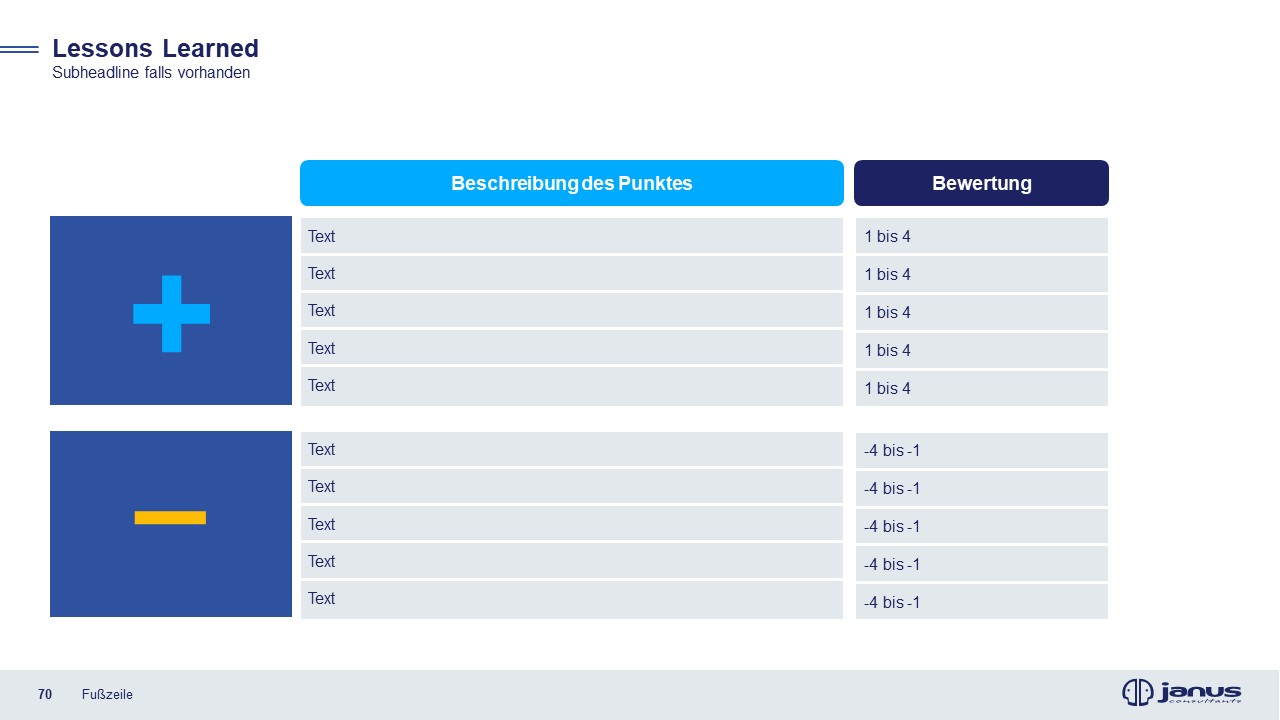 Lessons Learned
Subheadline falls vorhanden
Beschreibung des Punktes Bewertung
Text 1 bis 4
Text 1 bis 4
Text 1 bis 4
Text 1 bis 4
Text 1 bis 4
Text -4 bis -1
Text -4 bis -1
Text -4 bis -1
Text -4 bis -1
Text -4 bis -1
70 Fußzeile
janus
consultants